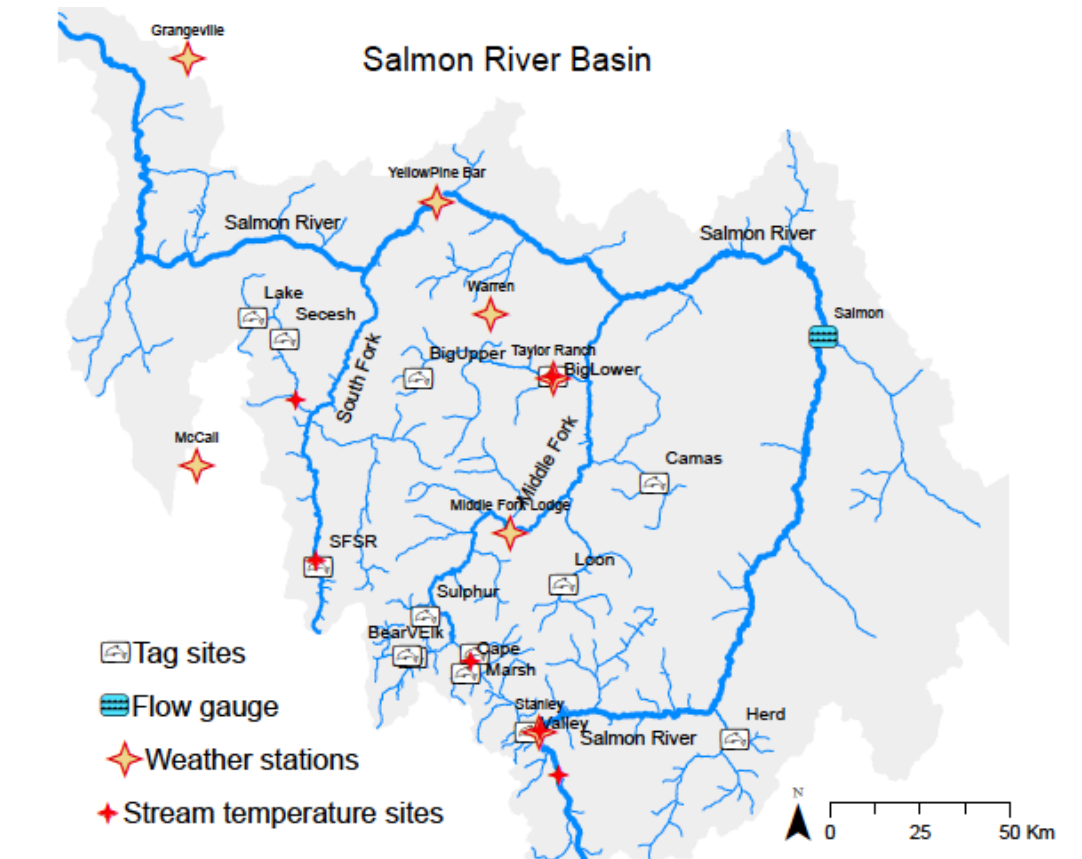 Grangeville
Salmon River Basin
YellowPine Bar
Salmon River
Salmon River
Warren
Lake
Secesh
Salmon
South Fork
BigUpper
Taylor Ranch
BigLower
McCall
Middle Fork
Camas
Middle Fork Lodge
SFSR
Loon
Sulphur
BearVElk
Cape
Marsh
Stanley
Valley
Salmon River
Herd
Tag sites
Flow gauge
Weather stations
Stream temperature sites
N
0 25 50 Km